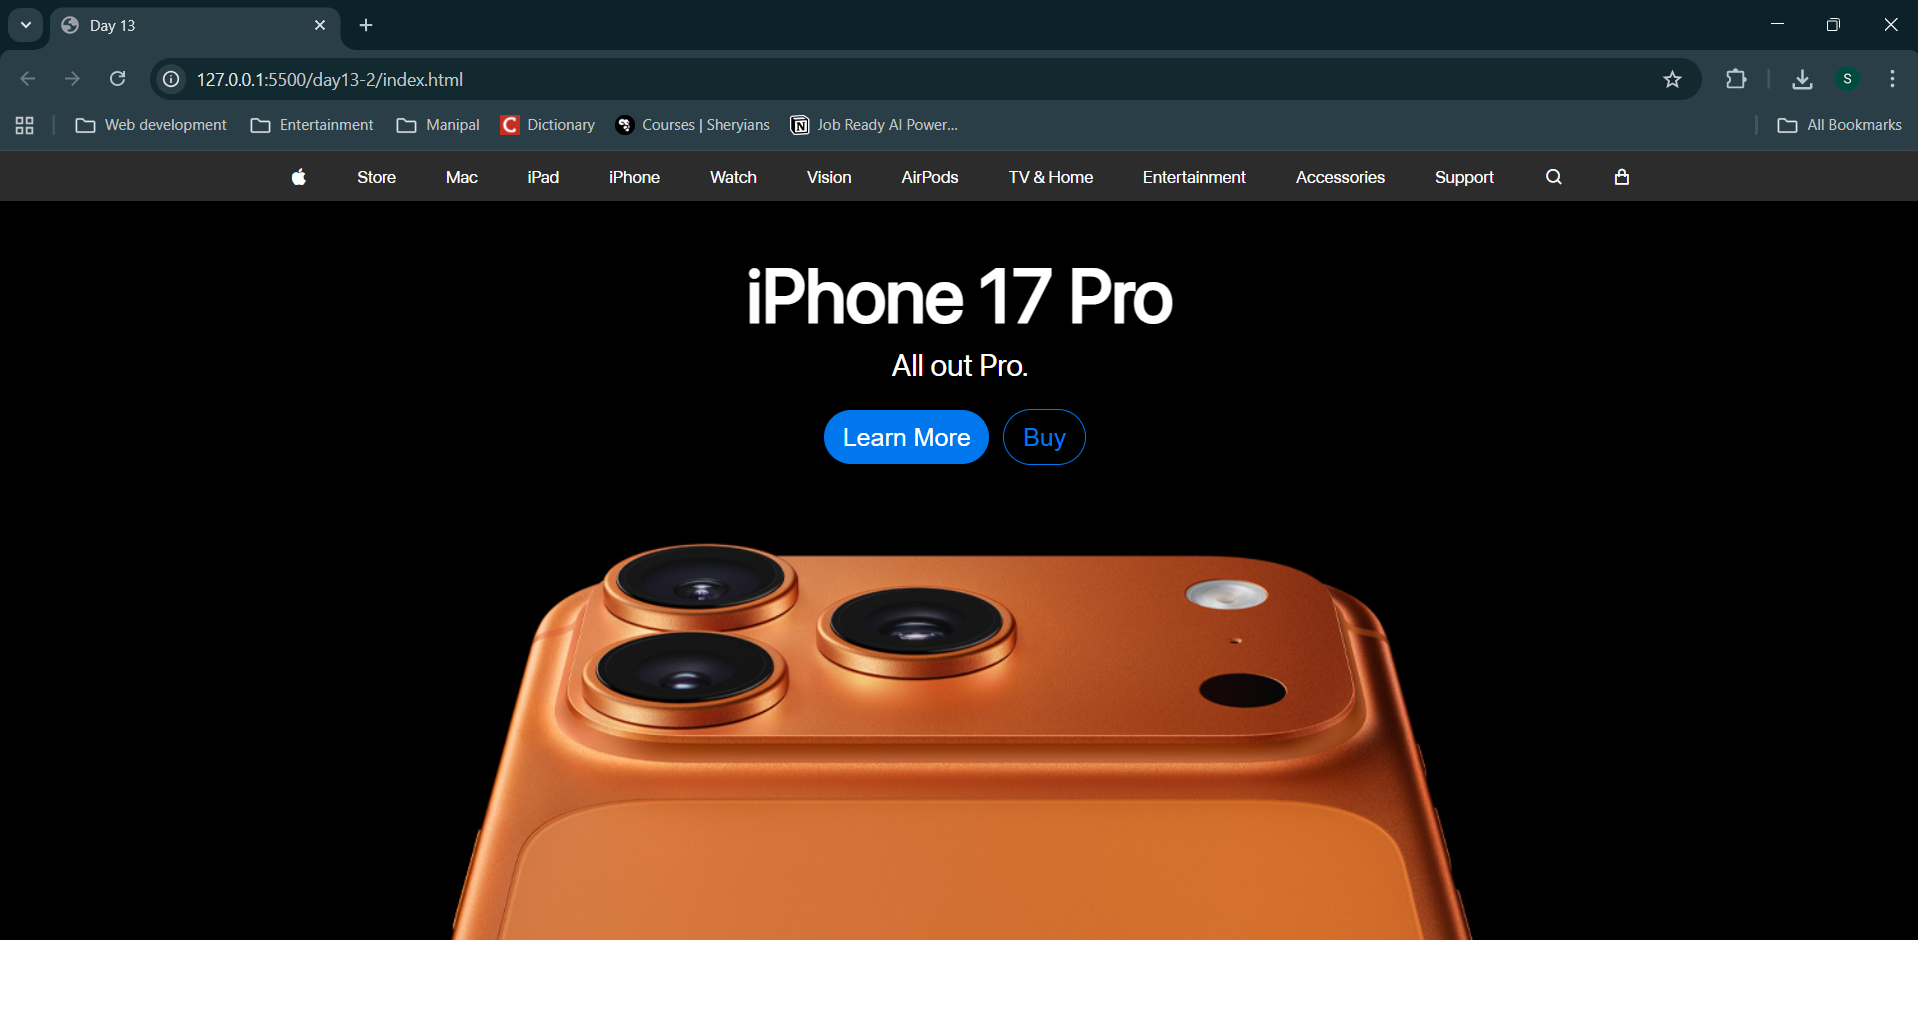 Day 13
127.0.0.1:5500/day13-2/index.html
S
Web development Entertainment Manipal C Dictionary Courses | Sheryians N Job Ready AI Power... All Bookmarks
Store Mac iPad iPhone Watch Vision AirPods TV & Home Entertainment Accessories Support
iPhone 17 Pro
All out Pro.
Learn More Buy